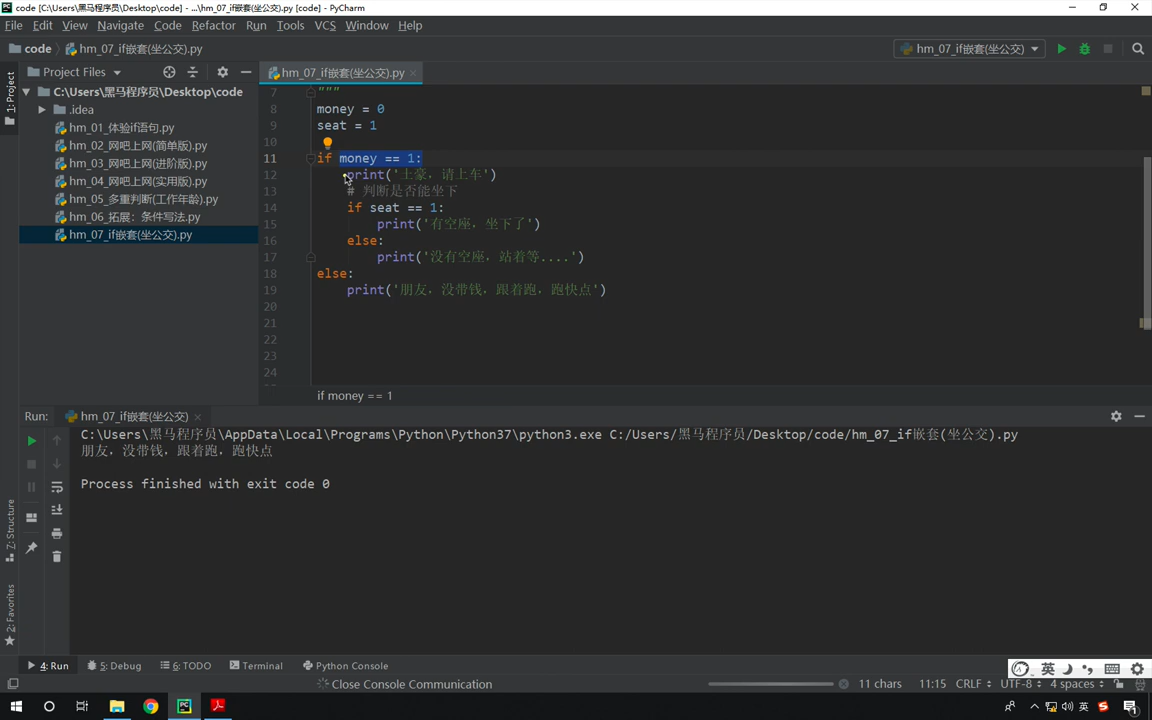 code [C:\Users\黑马程序员\Desktop\code] - ...\hm_07_if嵌套(坐公交).py [code] - PyCharm
File Edit View Navigate Code Refactor Run Tools VCS Window Help
code hm_07_if嵌套(坐公交).py
hm_07_if嵌套(坐公交)
1: Project
Project Files
hm_07_if嵌套(坐公交).py
C:\Users\黑马程序员\Desktop\code
.idea
hm_01_体验if语句.py
hm_02_网吧上网(简单版).py
hm_03_网吧上网(进阶版).py
hm_04_网吧上网(实用版).py
hm_05_多重判断(工作年龄).py
hm_06_拓展：条件写法.py
hm_07_if嵌套(坐公交).py
7 """
8 money = 0
9 seat = 1
10
11 if money == 1:
12 print('土豪，请上车')
13 # 判断是否能坐下
14 if seat == 1:
15 print('有空座，坐下了')
16 else:
17 print('没有空座，站着等....')
18 else:
19 print('朋友，没带钱，跟着跑，跑快点')
20
21
22
23
24
if money == 1
Run: hm_07_if嵌套(坐公交)
C:\Users\黑马程序员\AppData\Local\Programs\Python\Python37\python3.exe C:/Users/黑马程序员/Desktop/code/hm_07_if嵌套(坐公交).py
朋友，没带钱，跟着跑，跑快点
Process finished with exit code 0
Z: Structure
2: Favorites
4: Run 5: Debug 6: TODO Terminal Python Console
英
Close Console Communication 11 chars 11:15 CRLF UTF-8 4 spaces
英